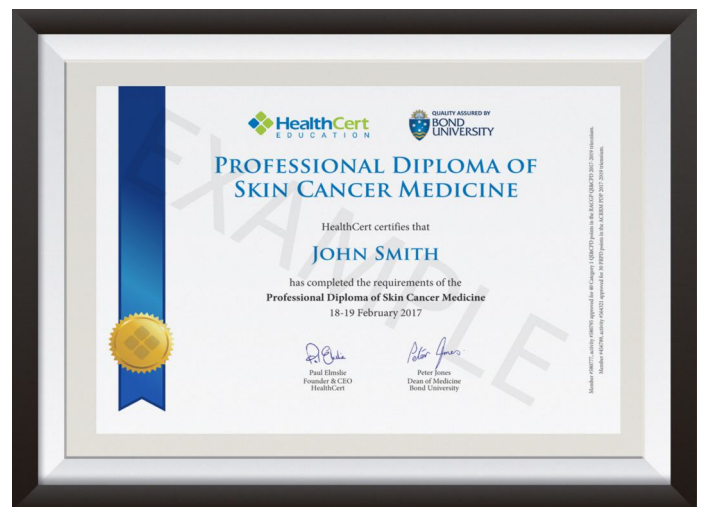 HealthCert
EDUCATION
QUALITY ASSURED BY
BOND
UNIVERSITY
PROFESSIONAL DIPLOMA OF
SKIN CANCER MEDICINE
HealthCert certifies that
JOHN SMITH
has completed the requirements of the
Professional Diploma of Skin Cancer Medicine
18-19 February 2017
Peter Jones
Paul Elmslie
Founder & CEO
HealthCert
Peter Jones
Dean of Medicine
Bond University
EXAMPLE